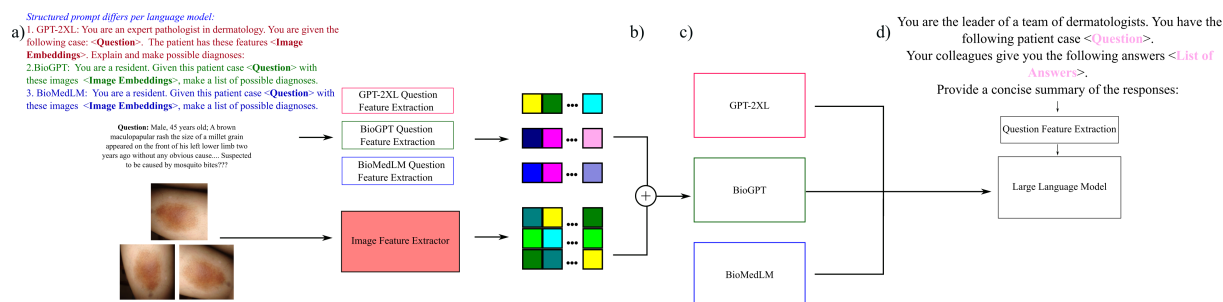 Structured prompt differs per language model:
a)
1. GPT-2XL: You are an expert pathologist in dermatology. You are given the
following case: <Question>. The patient has these features <Image
Embeddings>. Explain and make possible diagnoses:
2.BioGPT: You are a resident. Given this patient case <Question> with
these images <Image Embeddings>, make a list of possible diagnoses.
3. BioMedLM: You are a resident. Given this patient case <Question> with
these images <Image Embeddings>, make a list of possible diagnoses.
Question: Male, 45 years old; A brown
maculopapular rash the size of a millet grain
appeared on the front of his left lower limb two
years ago without any obvious cause.... Suspected
to be caused by mosquito bites???
GPT-2XL Question
Feature Extraction
BioGPT Question
Feature Extraction
BioMedLM Question
Feature Extraction
Image Feature Extractor
b)
+
c)
GPT-2XL
BioGPT
BioMedLM
d)
You are the leader of a team of dermatologists. You have the
following patient case <Question>.
Your colleagues give you the following answers <List of
Answers>.
Provide a concise summary of the responses:
Question Feature Extraction
Large Language Model